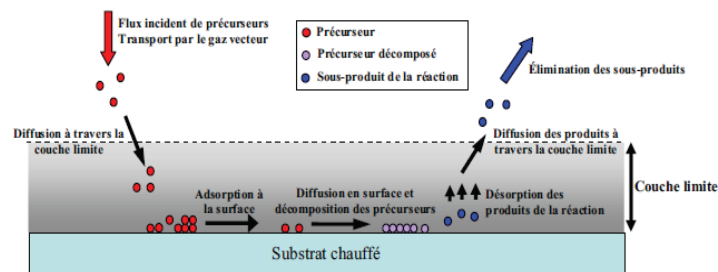 Flux incident de précurseurs
Transport par le gaz vecteur
Précurseur
Précurseur décomposé
Sous-produit de la réaction
Élimination des sous-produits
Diffusion à travers la
couche limite
Diffusion des produits à
travers la couche limite
Adsorption à
la surface
Diffusion en surface et
décomposition des précurseurs
Désorption des
produits de la réaction
Couche limite
Substrat chauffé